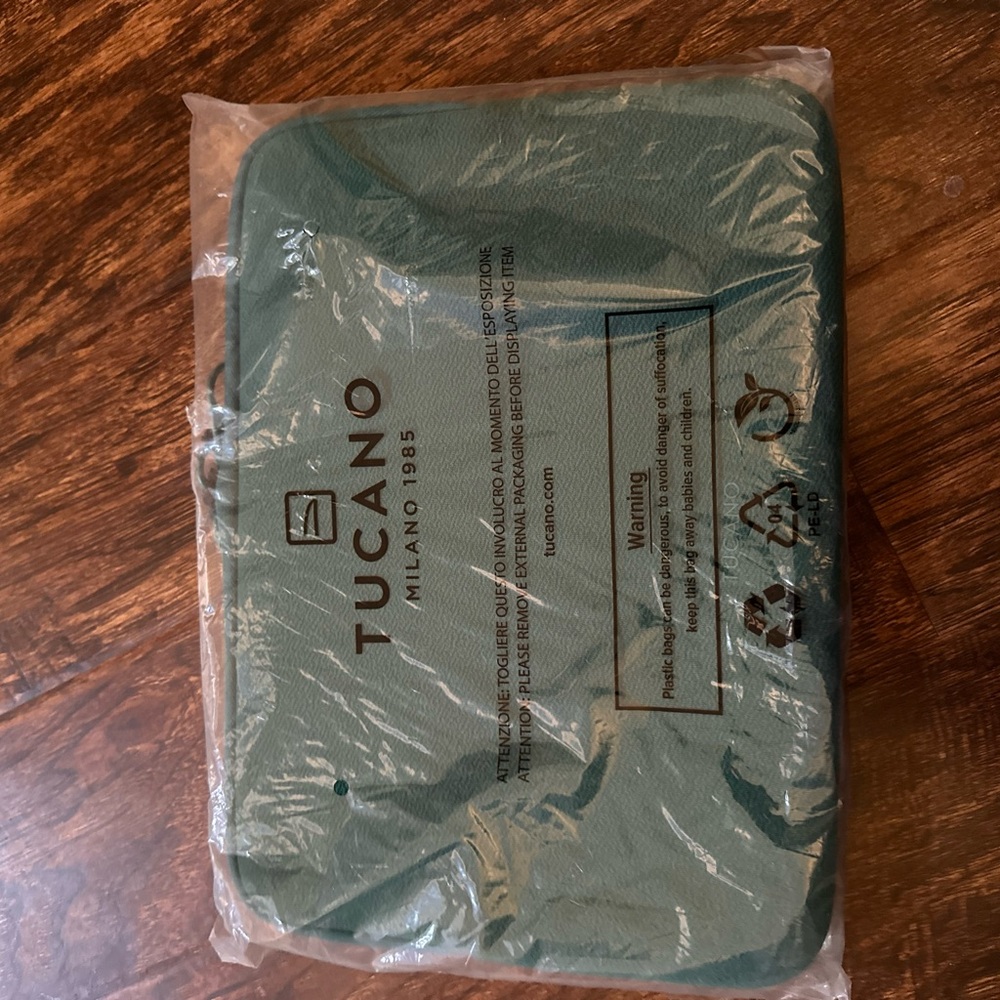 TUCANO
MILANO 1985
ATTENZIONE: TOGLIERE QUESTO INVOLUCRO AL MOMENTO DELL'ESPOSIZIONE
ATTENTION: PLEASE REMOVE EXTERNAL PACKAGING BEFORE DISPLAYING ITEM
tucano.com
Warning
Plastic bags can be dangerous, to avoid danger of suffocation,
keep this bag away babies and children.
TUCANO
04
PE-LD